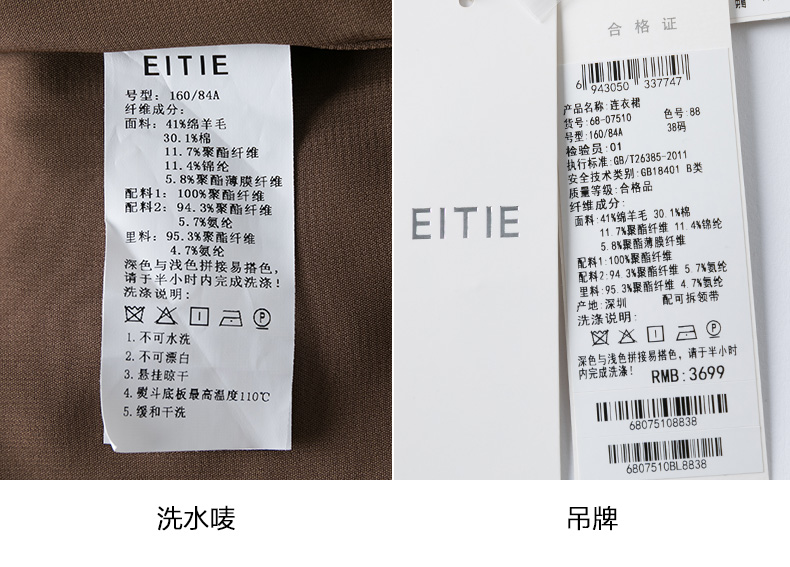 EITIE
号型：160/84A
纤维成分：
面料：41%绵羊毛
30.1%棉
11.7%聚酯纤维
11.4%锦纶
5.8%聚酯薄膜纤维
配料1：100%聚酯纤维
配料2：94.3%聚酯纤维
5.7%氨纶
里料：95.3%聚酯纤维
4.7%氨纶
深色与浅色拼接易搭色，
请于半小时内完成洗涤！
洗涤说明：
1.不可水洗
2.不可漂白
3.悬挂晾干
4.熨斗底板最高温度110℃
5.缓和干洗
EITIE
合格证
6 943050 337747
产品名称:连衣裙
货号:68-07510 色号:88
号型:160/84A 38码
检验员:01
执行标准:GB/T26385-2011
安全技术类别:GB18401 B类
质量等级:合格品
纤维成分:
面料:41%绵羊毛 30.1%棉
11.7%聚酯纤维 11.4%锦纶
5.8%聚酯薄膜纤维
配料1:100%聚酯纤维
配料2:94.3%聚酯纤维 5.7%氨纶
里料:95.3%聚酯纤维 4.7%氨纶
产地:深圳 配可拆领带
洗涤说明:
深色与浅色拼接易搭色，请于半小时
内完成洗涤!
RMB:3699
68075108838
6807510BL8838
洗水唛
吊牌